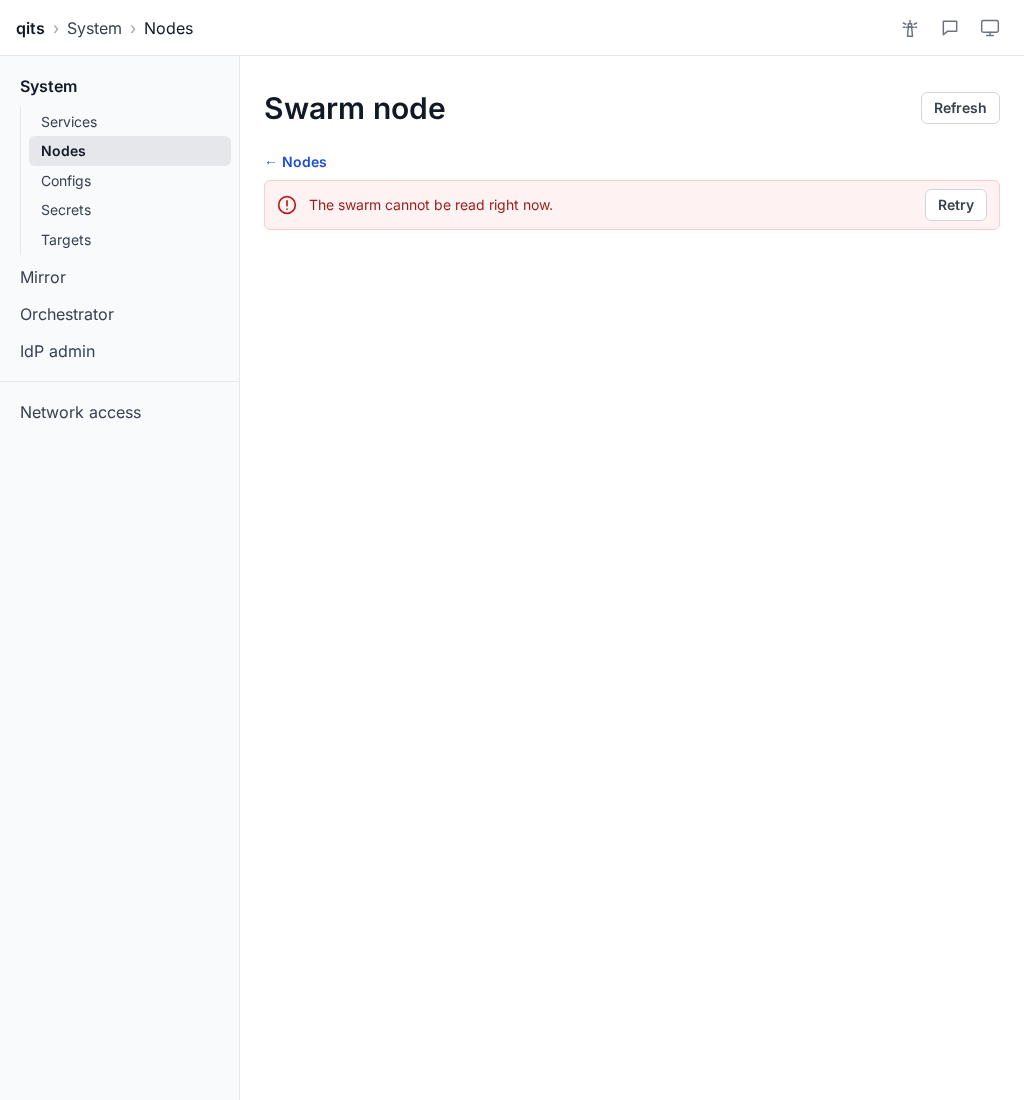 qits › System › Nodes
System
Services
Nodes
Configs
Secrets
Targets
Mirror
Orchestrator
IdP admin
Network access
Swarm node
Refresh
← Nodes
The swarm cannot be read right now.
Retry